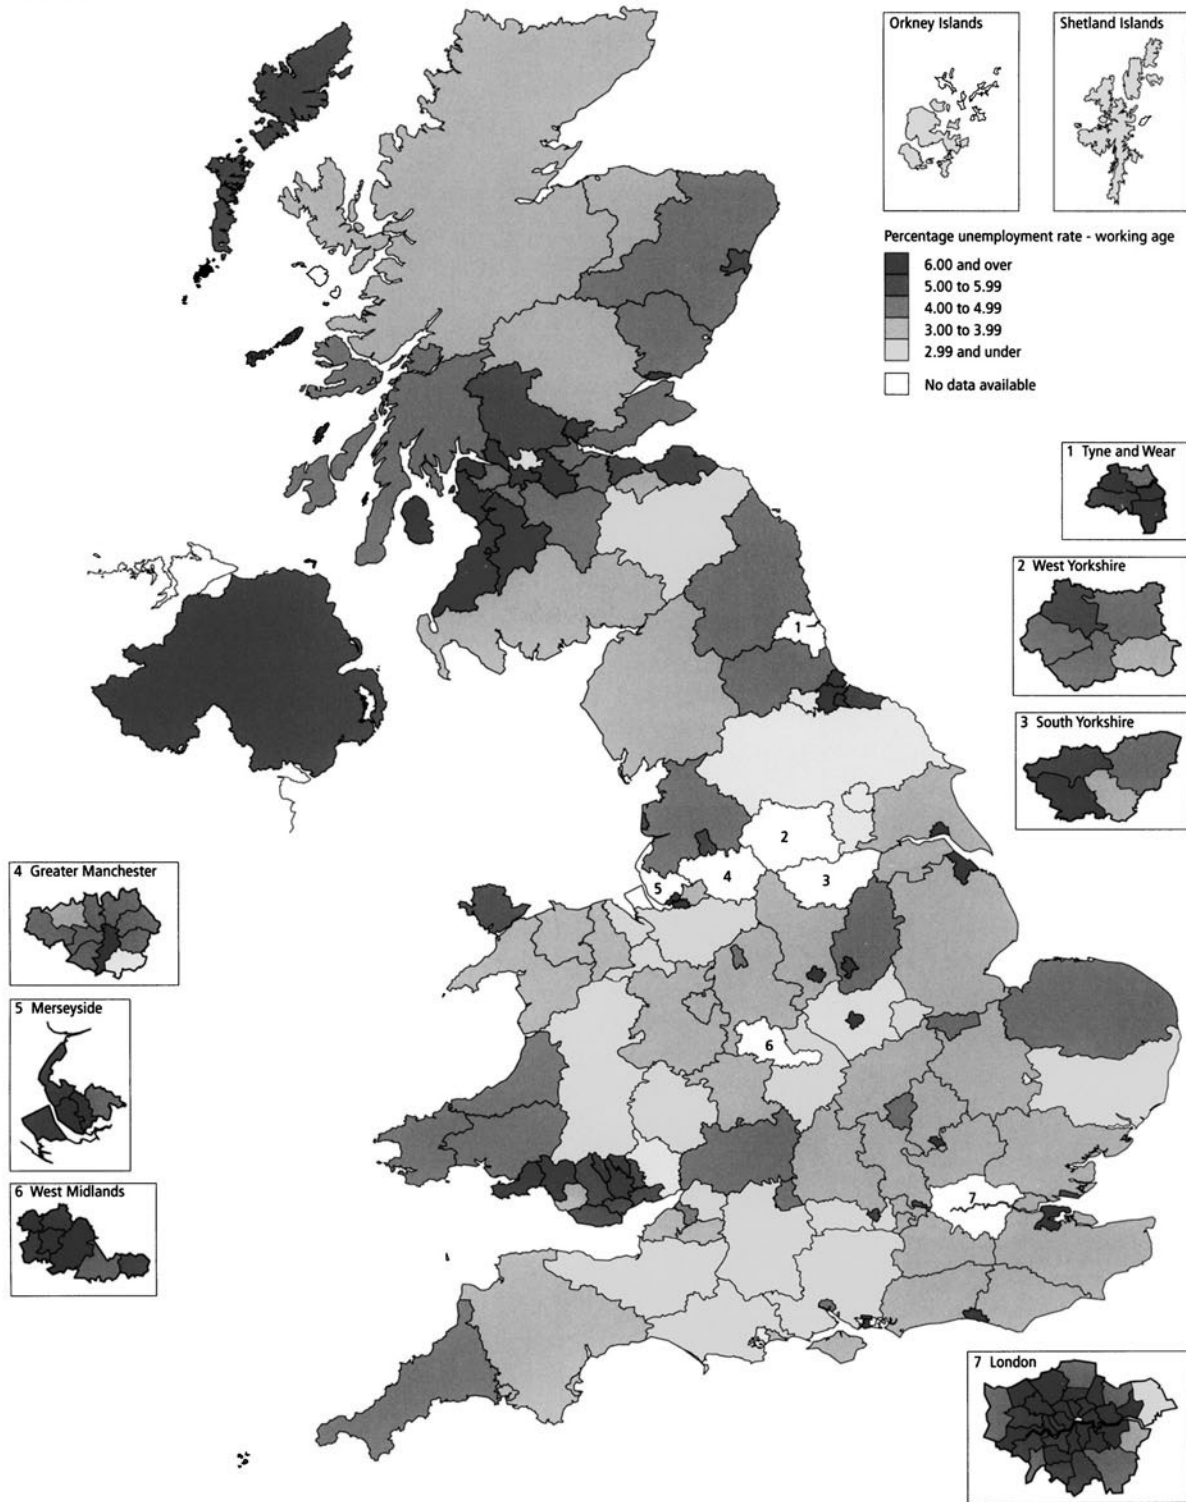 Orkney Islands
Shetland Islands
Percentage unemployment rate - working age
6.00 and over
5.00 to 5.99
4.00 to 4.99
3.00 to 3.99
2.99 and under
No data available
1 Tyne and Wear
2 West Yorkshire
3 South Yorkshire
4 Greater Manchester
5 Merseyside
6 West Midlands
7 London
1
2
3
4
5
6
7